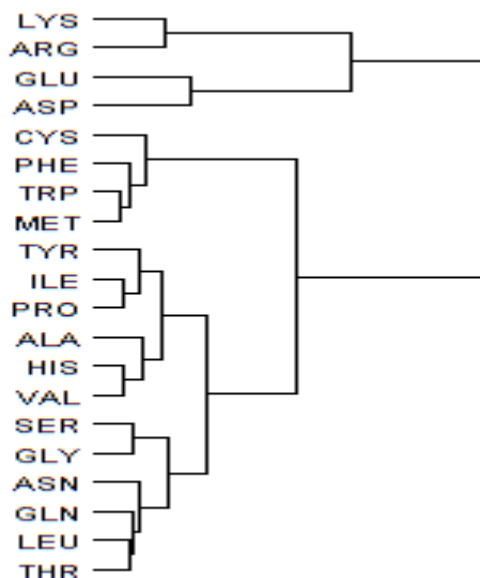 LYS
ARG
GLU
ASP
CYS
PHE
TRP
MET
TYR
ILE
PRO
ALA
HIS
VAL
SER
GLY
ASN
GLN
LEU
THR